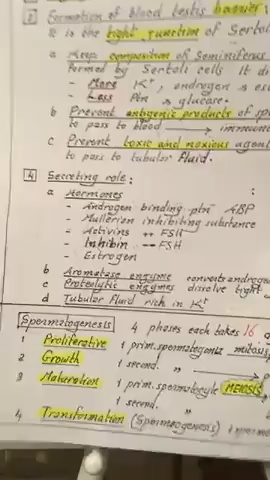 3 Formation of blood testis barrier:
It is the tight junction of Sertoli
a Keep composition of Seminiferus
formed by Sertoli cells It di
- More K+, androgen & es
- Less Ptn & glucose.
b Prevent antigenic products of sp
to pass to blood → immune
c Prevent toxic and noxious agent
to pass to tubular fluid.
4 Secreting role:
a Hormones :
- Androgen binding ptn ABP
- Mullerian inhibiting substance
- Activins ++ FSH
- Inhibin -- FSH
- Estrogen
b Aromatase enzyme converts androge
c Proteolytic enzymes dissolve tight
d Tubular fluid rich in K+
Spermatogenesis 4 phases each takes 16
1 Proliferative 1 prim. spermatogonia mitosis
2 Growth 1 second. " →
3 Maturation 1 prim. spermatocyte MEIOSIS
1 second. "
4 Transformation (Spermiogenesis) 1